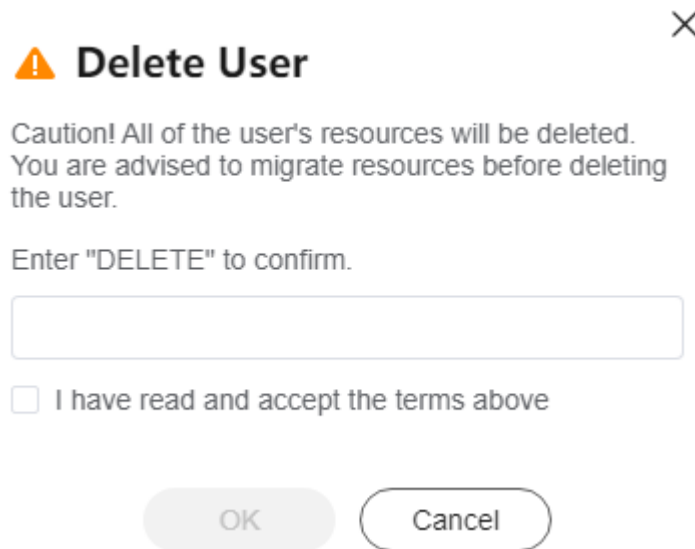 Delete User
Caution! All of the user's resources will be deleted.
You are advised to migrate resources before deleting
the user.
Enter "DELETE" to confirm.
I have read and accept the terms above
OK
Cancel